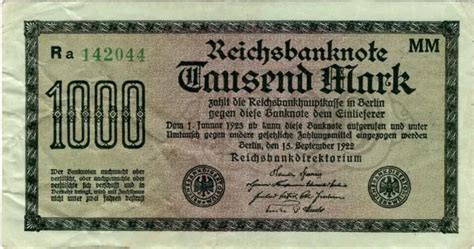 Ra 142044
MM
Reichsbanknote
Tausend Mark
1000
zahlt die Reichsbankhauptkasse in Berlin
gegen diese Banknote dem Einlieferer
Vom 1. Januar 1923 ab kann diese Banknote aufgerufen und unter
Umtausch gegen andere gesetzliche Zahlungsmittel eingezogen werden
Berlin, den 15. September 1922
Reichsbankdirektorium
Wer Banknoten nachmacht oder
verfälscht, oder nachgemachte oder
verfälschte sich verschafft und in
Verkehr bringt, wird mit Zuchthaus
nicht unter zwei Jahren bestraft